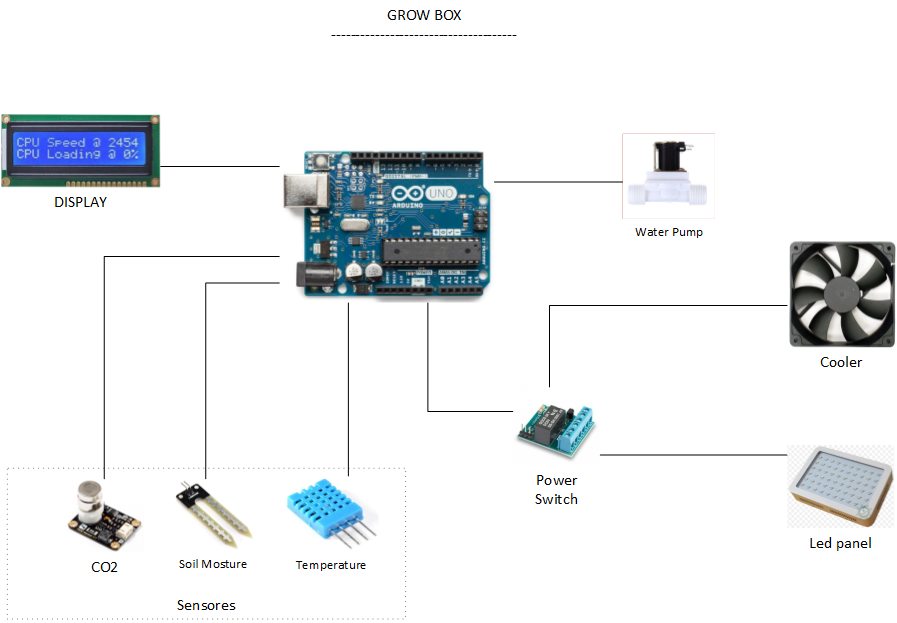 GROW BOX
------------------------------------
CPU Speed @ 2454
CPU Loading @ 0%
DISPLAY
UNO
ARDUINO
Water Pump
Cooler
Power
Switch
Led panel
CO2
Soil Mosture
Temperature
Sensores